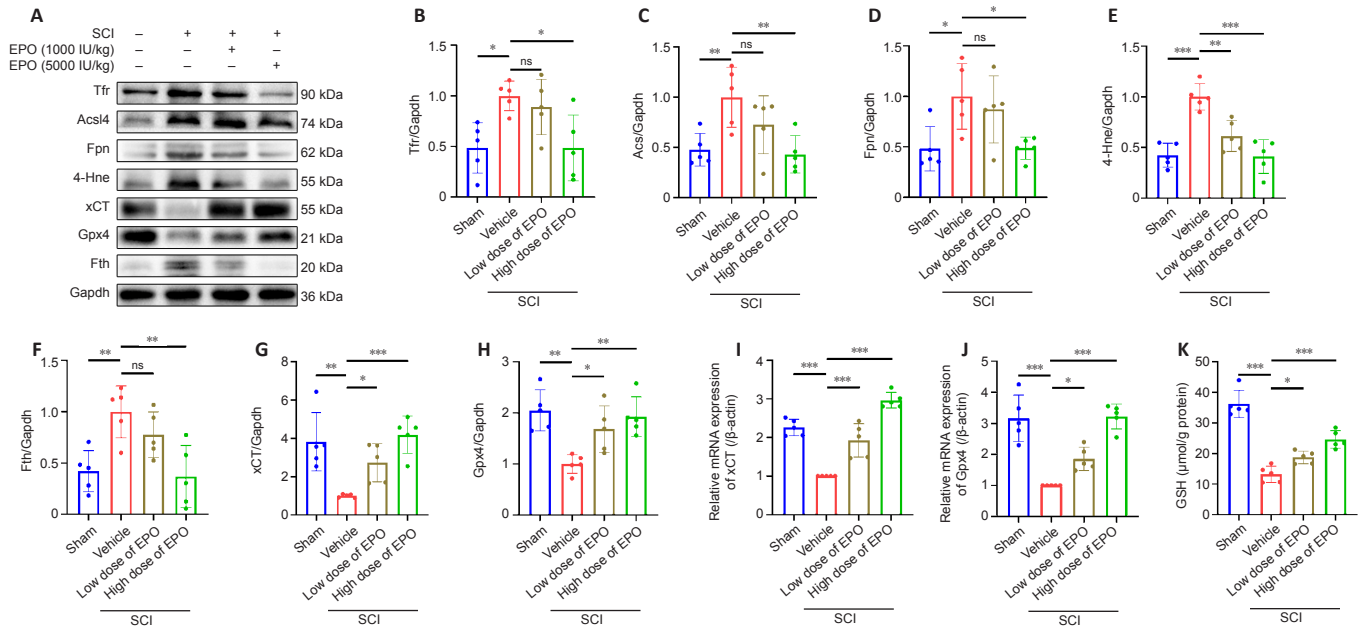 A
SCI – + + +
EPO (1000 IU/kg) – – + –
EPO (5000 IU/kg) – – – +
Tfr 90 kDa
Acsl4 74 kDa
Fpn 62 kDa
4-Hne 55 kDa
xCT 55 kDa
Gpx4 21 kDa
Fth 20 kDa
Gapdh 36 kDa
B
Tfr/Gapdh
1.5
1.0
0.5
0.0
*
*
ns
Sham
Vehicle
Low dose of EPO
High dose of EPO
SCI
C
Acs/Gapdh
1.5
1.0
0.5
0.0
**
**
ns
Sham
Vehicle
Low dose of EPO
High dose of EPO
SCI
D
Fpn/Gapdh
1.5
1.0
0.5
0.0
*
*
ns
Sham
Vehicle
Low dose of EPO
High dose of EPO
SCI
E
4-Hne/Gapdh
1.5
1.0
0.5
0.0
***
***
**
Sham
Vehicle
Low dose of EPO
High dose of EPO
SCI
F
Fth/Gapdh
1.5
1.0
0.5
0.0
**
**
ns
Sham
Vehicle
Low dose of EPO
High dose of EPO
SCI
G
xCT/Gapdh
8
6
4
2
0
**
***
*
Sham
Vehicle
Low dose of EPO
High dose of EPO
SCI
H
Gpx4/Gapdh
3
2
1
0
**
**
*
Sham
Vehicle
Low dose of EPO
High dose of EPO
SCI
I
Relative mRNA expression
of xCT (/β-actin)
4
3
2
1
0
***
***
***
Sham
Vehicle
Low dose of EPO
High dose of EPO
SCI
J
Relative mRNA expression
of Gpx4 (/β-actin)
5
4
3
2
1
0
***
***
*
Sham
Vehicle
Low dose of EPO
High dose of EPO
SCI
K
GSH (μmol/g protein)
50
40
30
20
10
0
***
***
*
Sham
Vehicle
Low dose of EPO
High dose of EPO
SCI